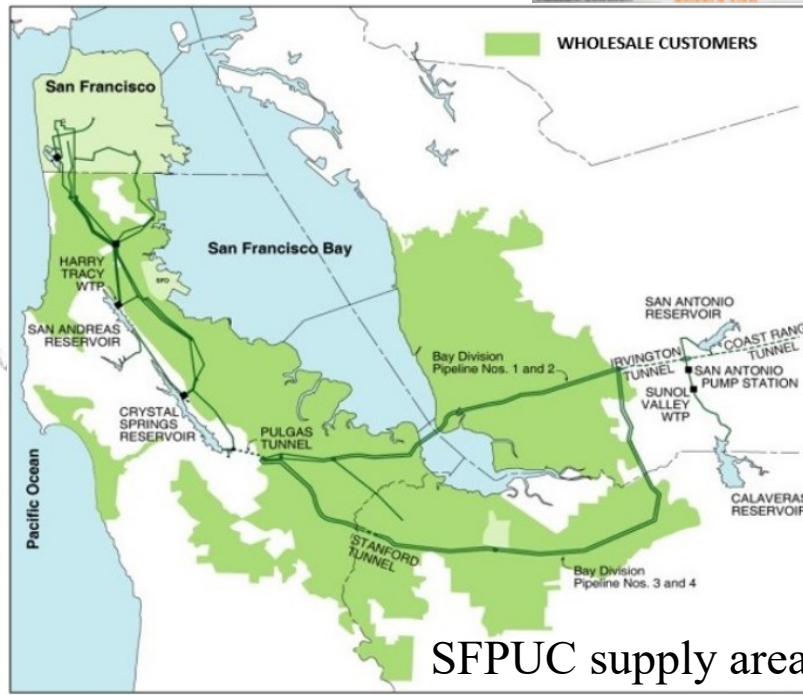 WHOLESALE CUSTOMERS
San Francisco
San Francisco Bay
HARRY
TRACY
WTP
SFO
SAN ANDREAS
RESERVOIR
CRYSTAL
SPRINGS
RESERVOIR
PULGAS
TUNNEL
Bay Division
Pipeline Nos. 1 and 2
IRVINGTON
TUNNEL
SAN ANTONIO
RESERVOIR
COAST RANG
TUNNEL
SAN ANTONIO
PUMP STATION
SUNOL
VALLEY
WTP
CALAVERAS
RESERVOIR
Pacific Ocean
STANFORD
TUNNEL
Bay Division
Pipeline Nos. 3 and 4
SFPUC supply area